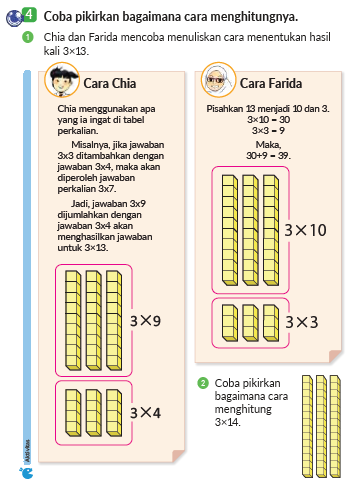 4 Coba pikirkan bagaimana cara menghitungnya.
1 Chia dan Farida mencoba menuliskan cara menentukan hasil
kali 3×13.
Cara Chia
Chia menggunakan apa
yang ia ingat di tabel
perkalian.
Misalnya, jika jawaban
3x3 ditambahkan dengan
jawaban 3x4, maka akan
diperoleh jawaban
perkalian 3x7.
Jadi, jawaban 3x9
dijumlahkan dengan
jawaban 3x4 akan
menghasilkan jawaban
untuk 3×13.
3×9
3×4
Cara Farida
Pisahkan 13 menjadi 10 dan 3.
3×10 = 30
3×3 = 9
Maka,
30+9 = 39.
3×10
3×3
2 Coba pikirkan
bagaimana cara
menghitung
3×14.
Aktivitas